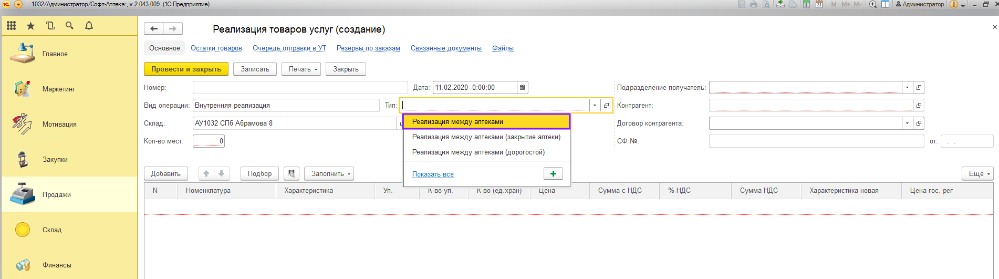 1032/Администратор/Софт-Аптека:, v.2.043.009 (1С:Предприятие)
M M+ M- Администратор
Главное
Маркетинг
Мотивация
Закупки
Продажи
Склад
Финансы
Реализация товаров услуг (создание)
Основное Остатки товаров Очередь отправки в УТ Резервы по заказам Связанные документы Файлы
Провести и закрыть Записать Печать Закрыть
Номер: Дата: 11.02.2020 0:00:00 Подразделение получатель:
Вид операции: Внутренняя реализация Тип: Контрагент:
Склад: АУ1032 СПб Абрамова 8 Договор контрагента:
Кол-во мест: 0 СФ №: от: . .
Реализация между аптеками
Реализация между аптеками (закрытие аптеки)
Реализация между аптеками (дорогостой)
Показать все
Добавить Подбор Заполнить Еще
N Номенклатура Характеристика Уп. К-во уп. К-во (ед.хран) Цена Сумма с НДС % НДС Сумма НДС Характеристика новая Цена гос. рег